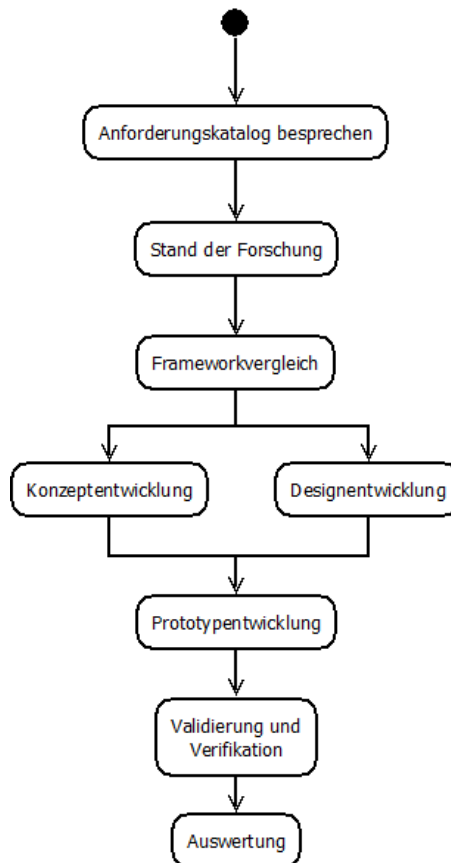 Anforderungskatalog besprechen
Stand der Forschung
Frameworkvergleich
Konzeptentwicklung
Designentwicklung
Prototypentwicklung
Validierung und
Verifikation
Auswertung